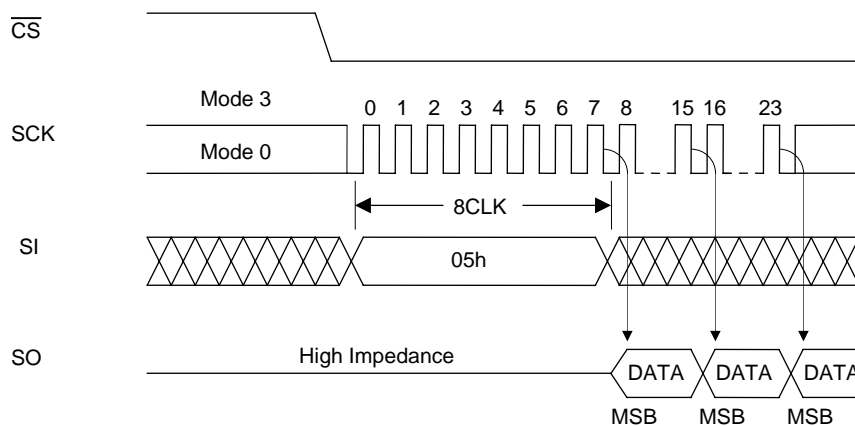 CS
Mode 3
0 1 2 3 4 5 6 7 8 15 16 23
SCK
Mode 0
8CLK
SI
05h
SO
High Impedance
DATA DATA DATA
MSB MSB MSB